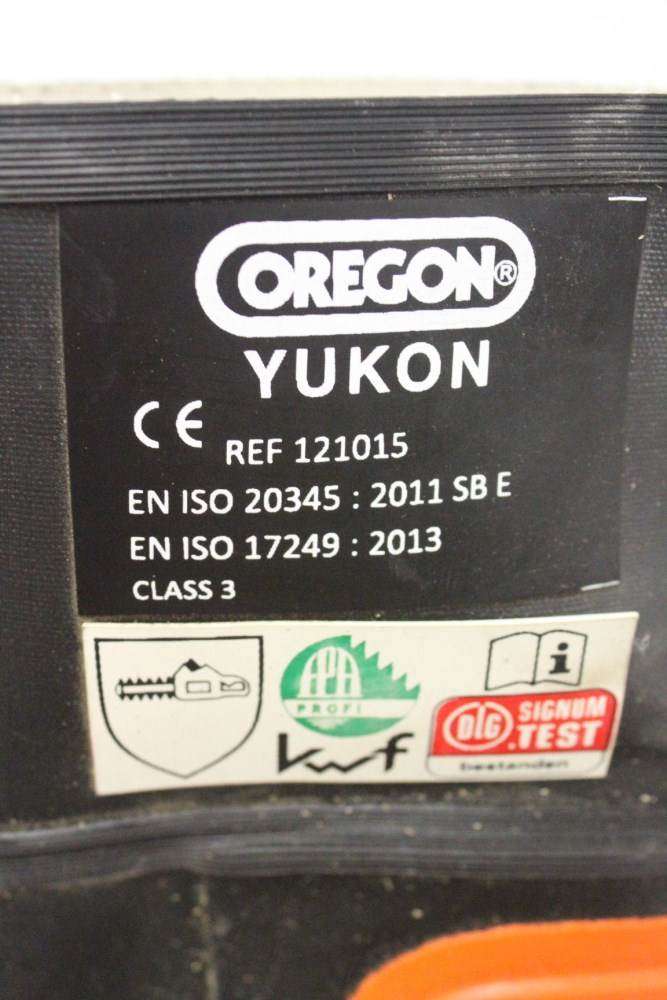 OREGON®
YUKON
CE REF 121015
EN ISO 20345 : 2011 SB E
EN ISO 17249 : 2013
CLASS 3
FPA
PROFI
kwf
i
DLG SIGNUM
TEST
bestanden